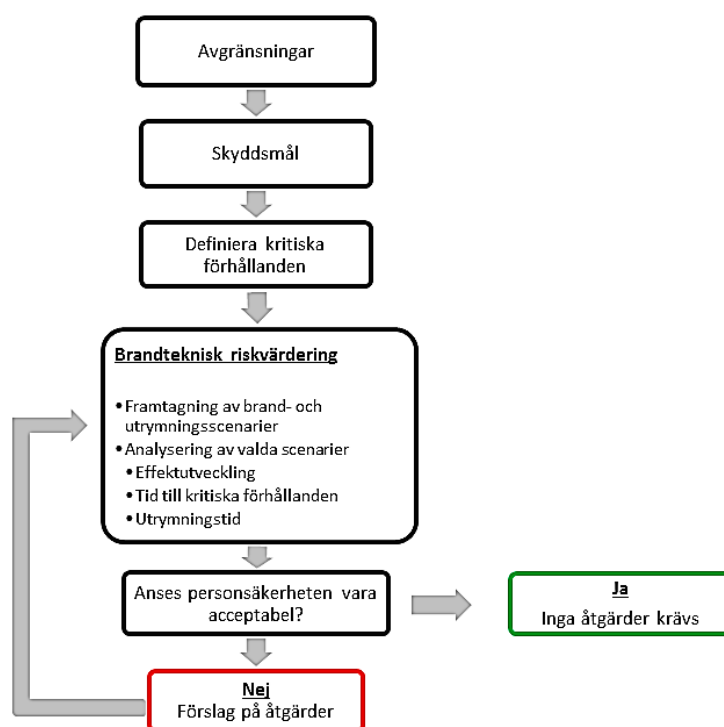 Avgränsningar
Skyddsmål
Definiera kritiska
förhållanden
Brandteknisk riskvärdering
•Framtagning av brand- och
utrymningsscenarier
•Analysering av valda scenarier
•Effektutveckling
•Tid till kritiska förhållanden
•Utrymningstid
Anses personsäkerheten vara
acceptabel?
Ja
Inga åtgärder krävs
Nej
Förslag på åtgärder